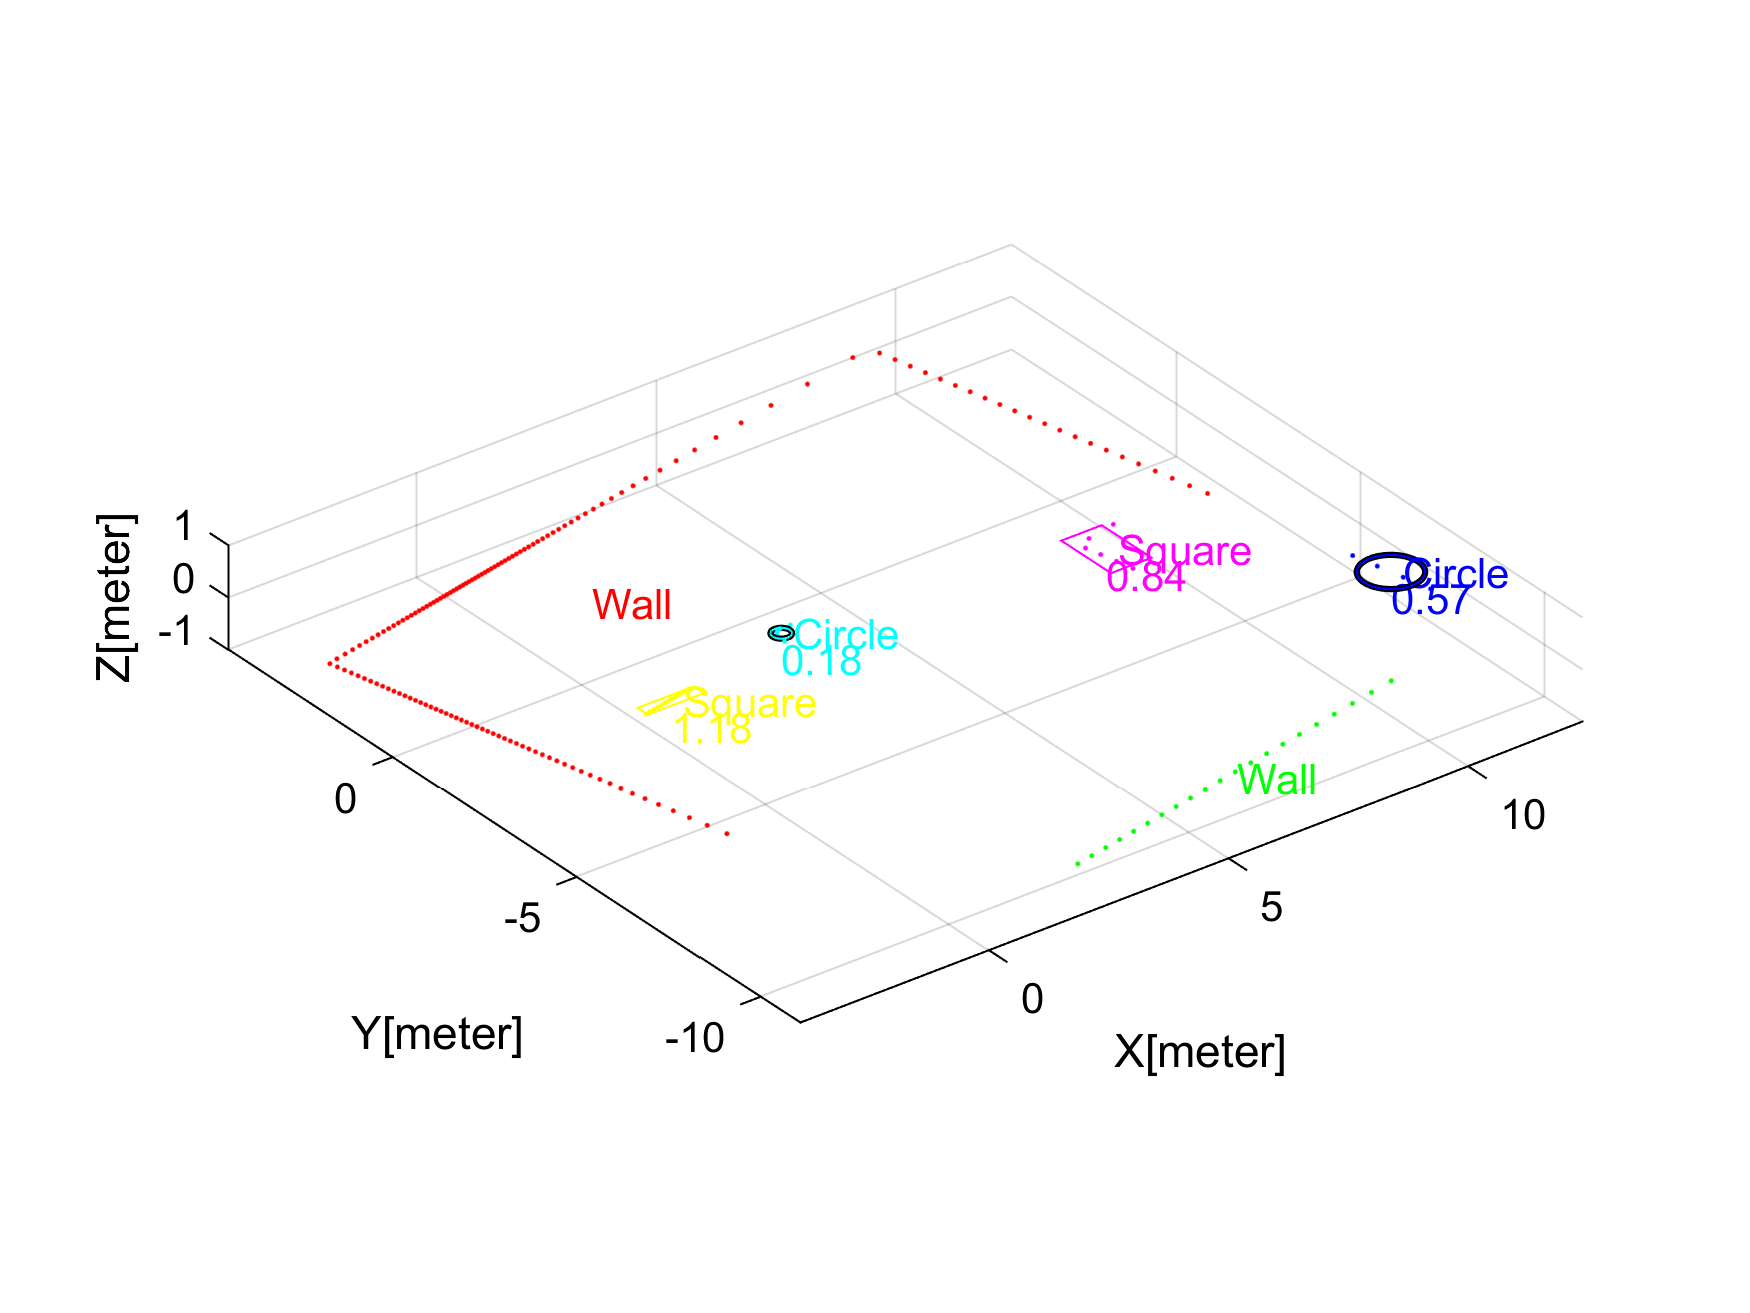 1
0
-1
Z[meter]
0
-5
-10
Y[meter]
0
5
10
X[meter]
Wall
Square
0.84
Circle
0.57
Circle
0.18
Square
1.18
Wall